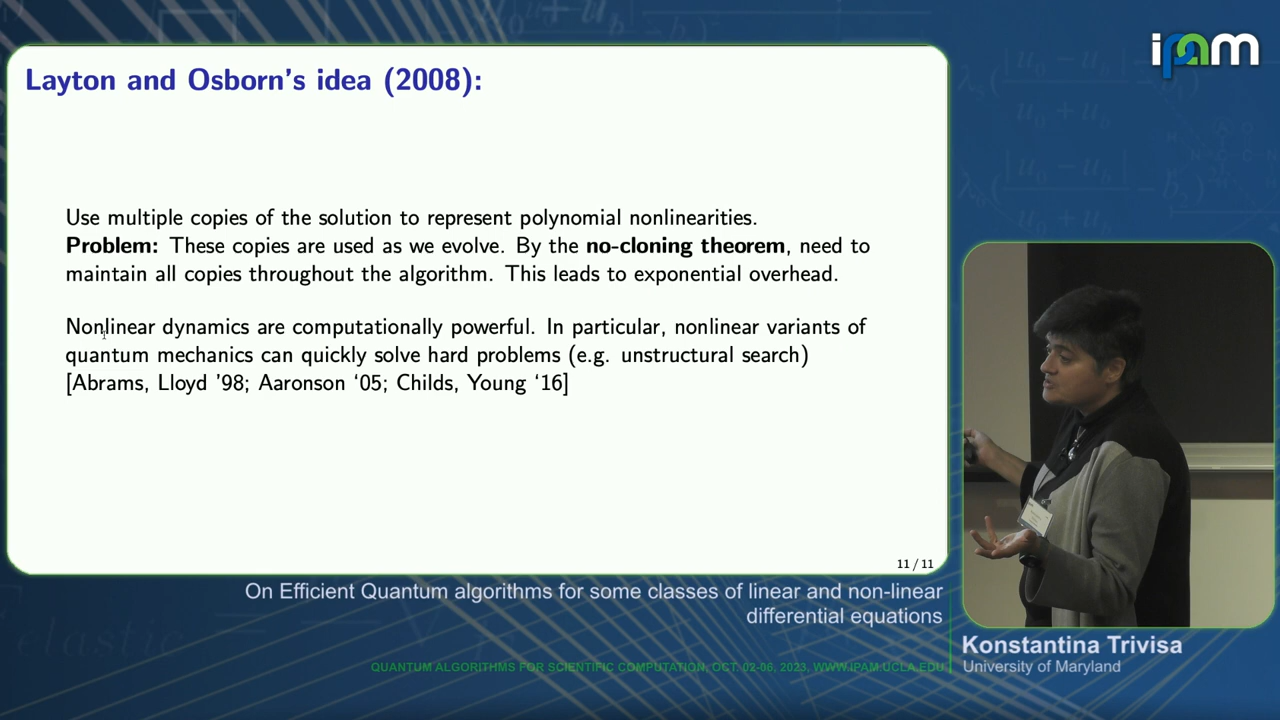 ipam
Layton and Osborn's idea (2008):
Use multiple copies of the solution to represent polynomial nonlinearities.
Problem: These copies are used as we evolve. By the no-cloning theorem, need to
maintain all copies throughout the algorithm. This leads to exponential overhead.
Nonlinear dynamics are computationally powerful. In particular, nonlinear variants of
quantum mechanics can quickly solve hard problems (e.g. unstructural search)
[Abrams, Lloyd '98; Aaronson '05; Childs, Young '16]
11 / 11
On Efficient Quantum algorithms for some classes of linear and non-linear
differential equations
Konstantina Trivisa
University of Maryland
QUANTUM ALGORITHMS FOR SCIENTIFIC COMPUTATION, OCT. 02-06, 2023, WWW.IPAM.UCLA.EDU